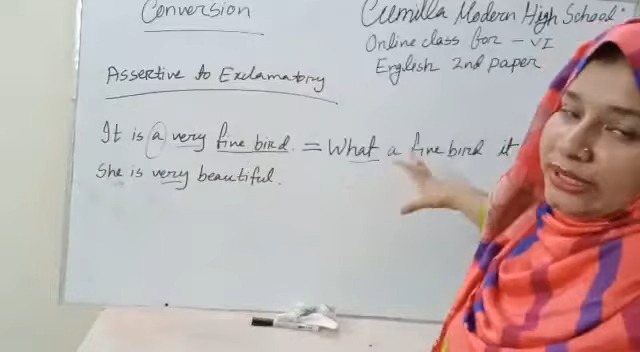 Conversion
Cumilla Modern High School
Online class for - VI
English 2nd paper
Assertive to Exclamatory
It is a very fine bird. = What a fine bird it
She is very beautiful.